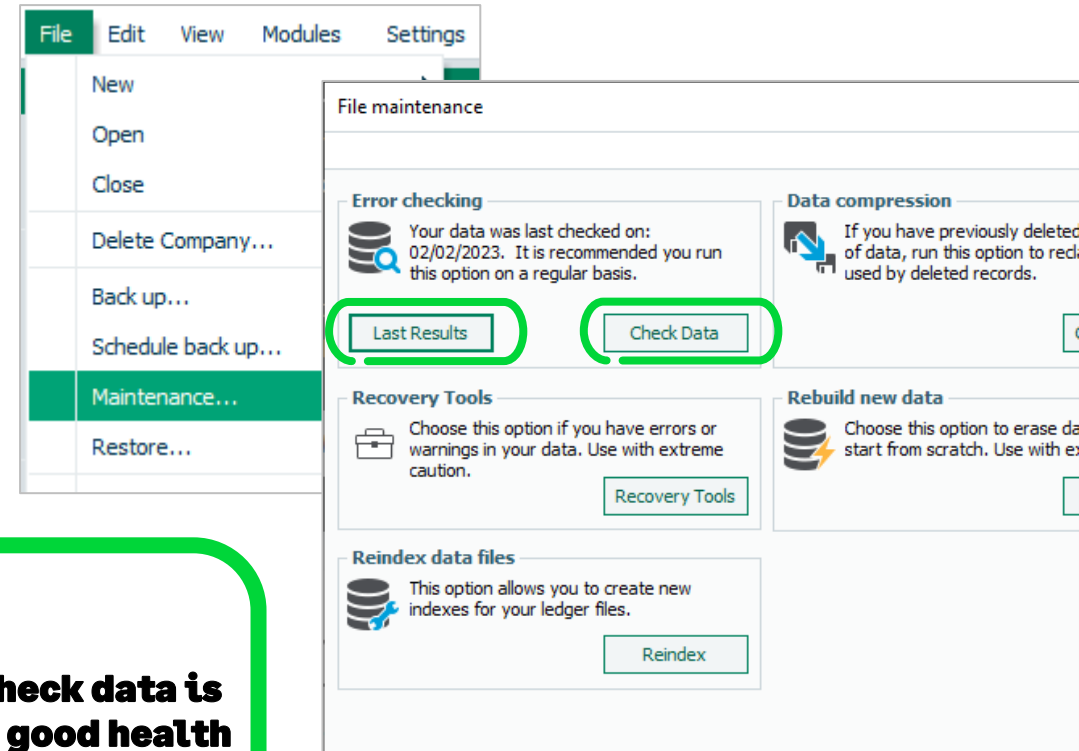 File Edit View Modules Settings
New
Open
Close
Delete Company...
Back up...
Schedule back up...
Maintenance...
Restore...
File maintenance
Error checking
Your data was last checked on:
02/02/2023. It is recommended you run
this option on a regular basis.
Last Results
Check Data
Data compression
If you have previously deleted
of data, run this option to
used by deleted records.
Recovery Tools
Choose this option if you have errors or
warnings in your data. Use with extreme
caution.
Recovery Tools
Rebuild new data
Choose this option to erase
start from scratch. Use with
Reindex data files
This option allows you to create new
indexes for your ledger files.
Reindex
heck data is
good health